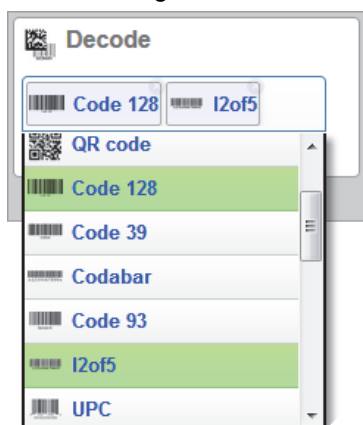 Decode
Code 128 I2of5
QR code
Code 128
Code 39
Codabar
Code 93
I2of5
UPC